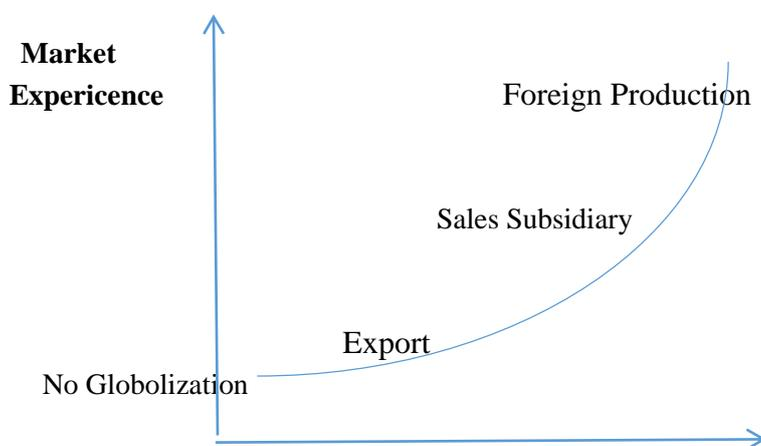 Market
Expericence
Foreign Production
Sales Subsidiary
Export
No Globolization